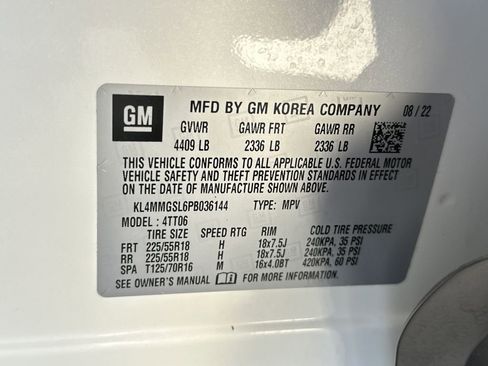 GM
MFD BY GM KOREA COMPANY 08/22
GVWR GAWR FRT GAWR RR
4409 LB 2336 LB 2336 LB
THIS VEHICLE CONFORMS TO ALL APPLICABLE U.S. FEDERAL MOTOR
VEHICLE SAFETY AND THEFT PREVENTION STANDARDS IN EFFECT
ON THE DATE OF MANUFACTURE SHOWN ABOVE.
KL4MMGSL6PB036144 TYPE: MPV
MODEL: 4TT06
TIRE SIZE SPEED RTG RIM COLD TIRE PRESSURE
FRT 225/55R18 H 18x7.5J 240KPA, 35 PSI
RR 225/55R18 H 18x7.5J 240KPA, 35 PSI
SPA T125/70R16 M 16x4.0BT 420KPA, 60 PSI
SEE OWNER'S MANUAL FOR MORE INFORMATION.